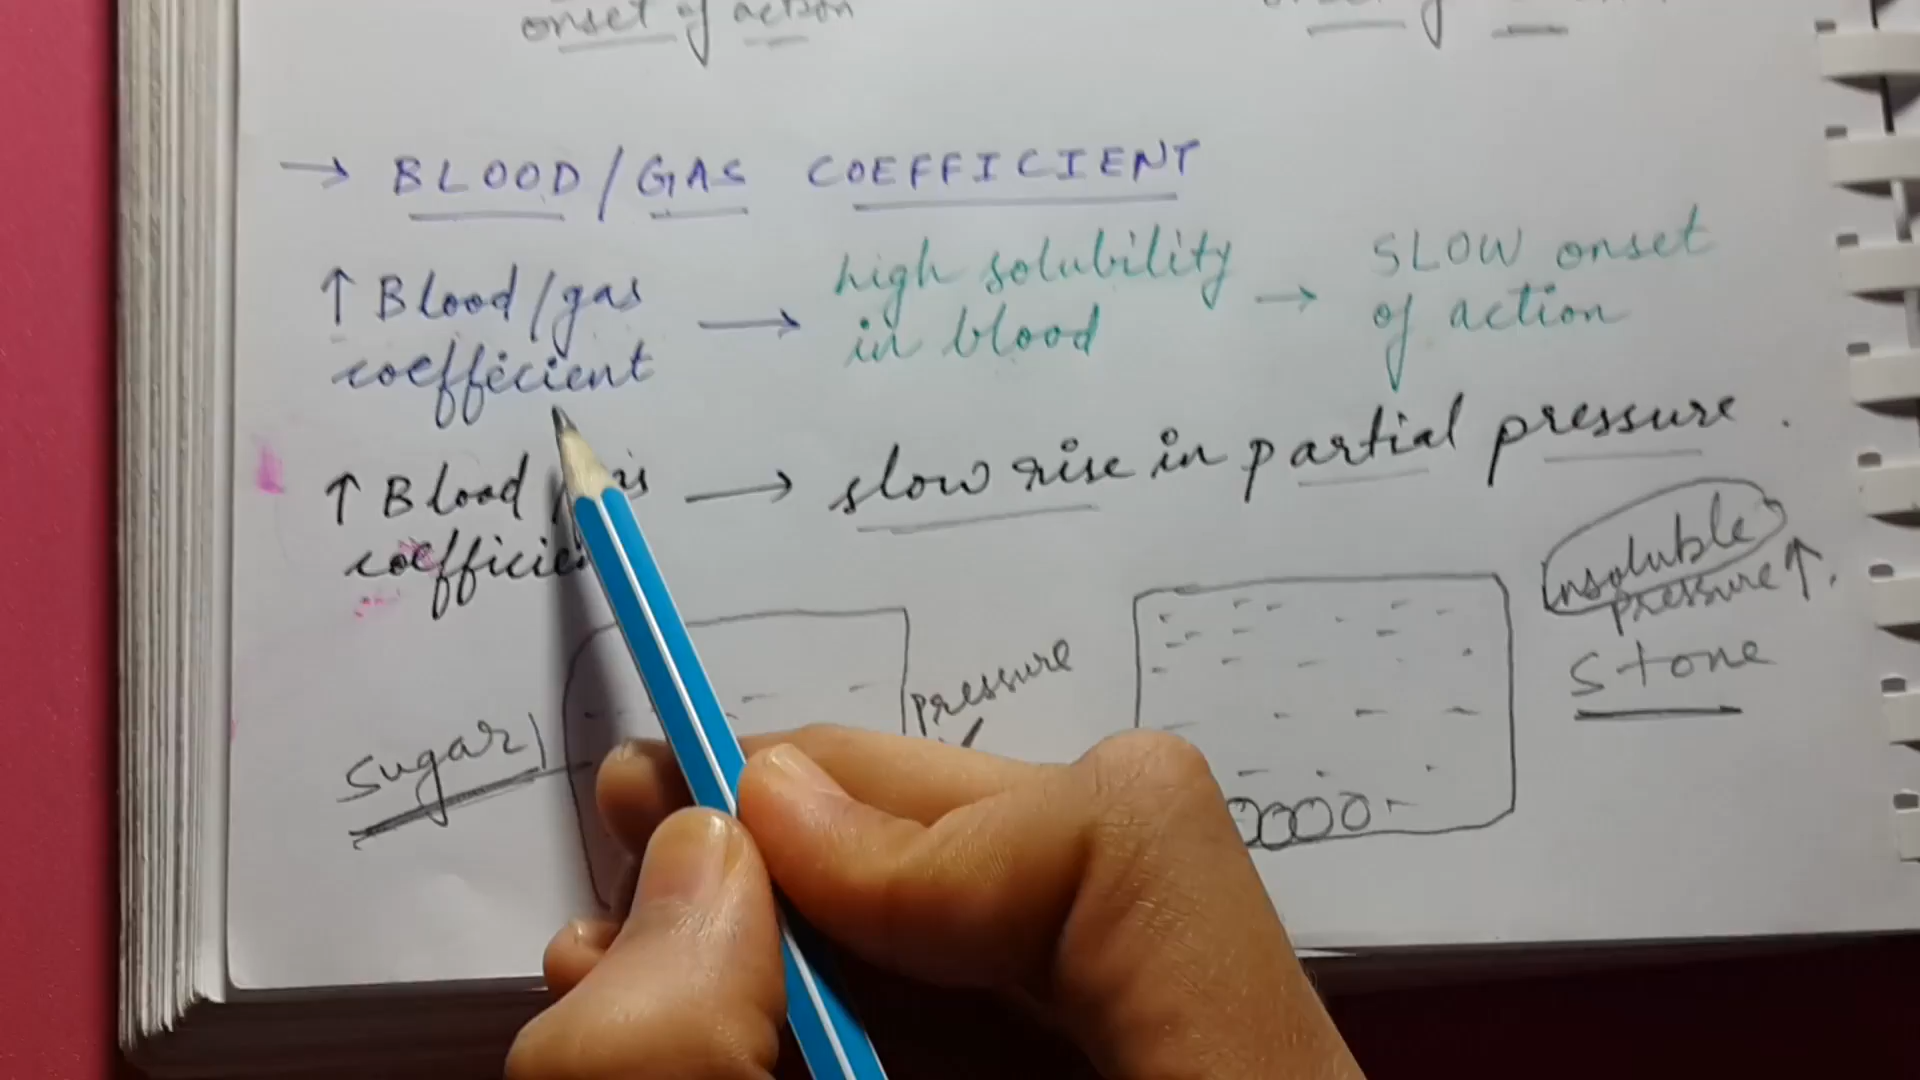 onset of action
→ BLOOD/GAS COEFFICIENT
↑ Blood/gas coefficient → high solubility in blood → SLOW onset of action
↑ Blood → slow rise in partial pressure.
Insoluble
pressure ↑.
stone
pressure
sugar